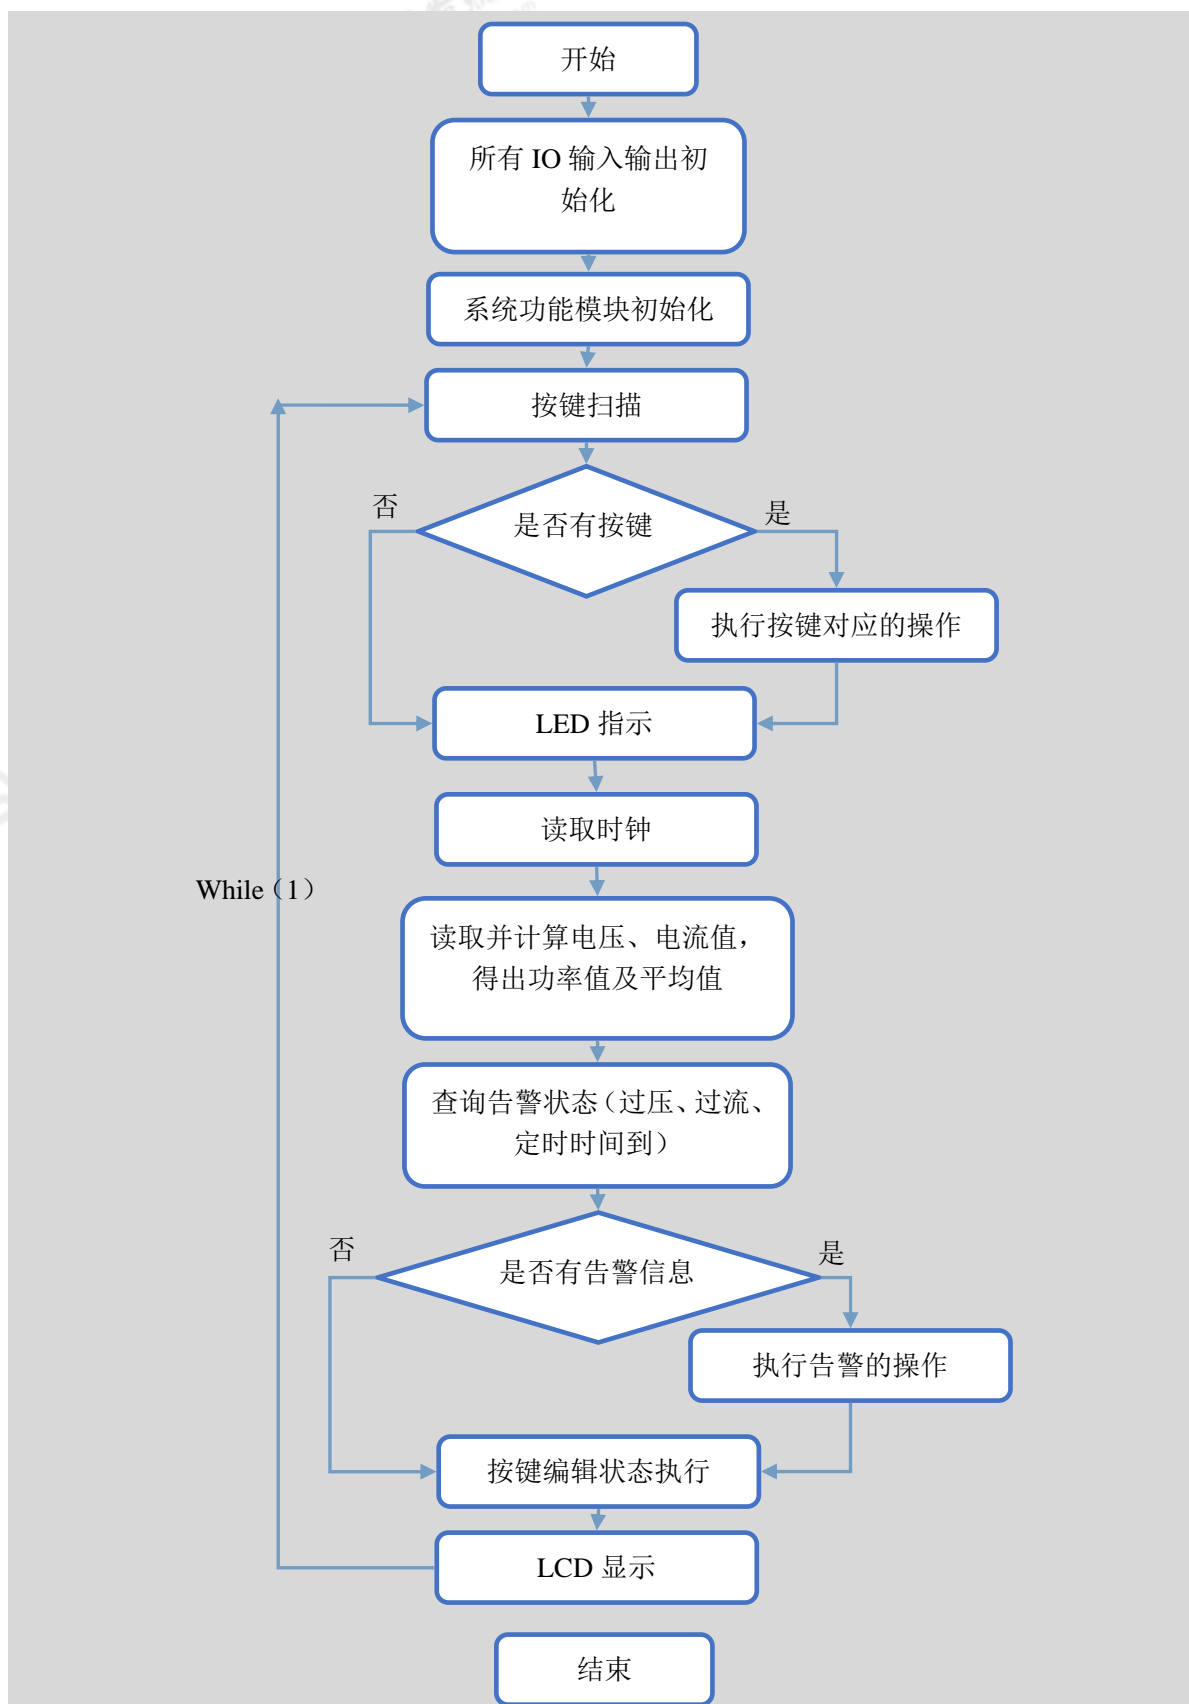 开始
所有 IO 输入输出初
始化
系统功能模块初始化
按键扫描
否
是
是否有按键
执行按键对应的操作
LED 指示
读取时钟
While（1）
读取并计算电压、电流值，
得出功率值及平均值
查询告警状态（过压、过流、
定时时间到）
否
是
是否有告警信息
执行告警的操作
按键编辑状态执行
LCD 显示
结束